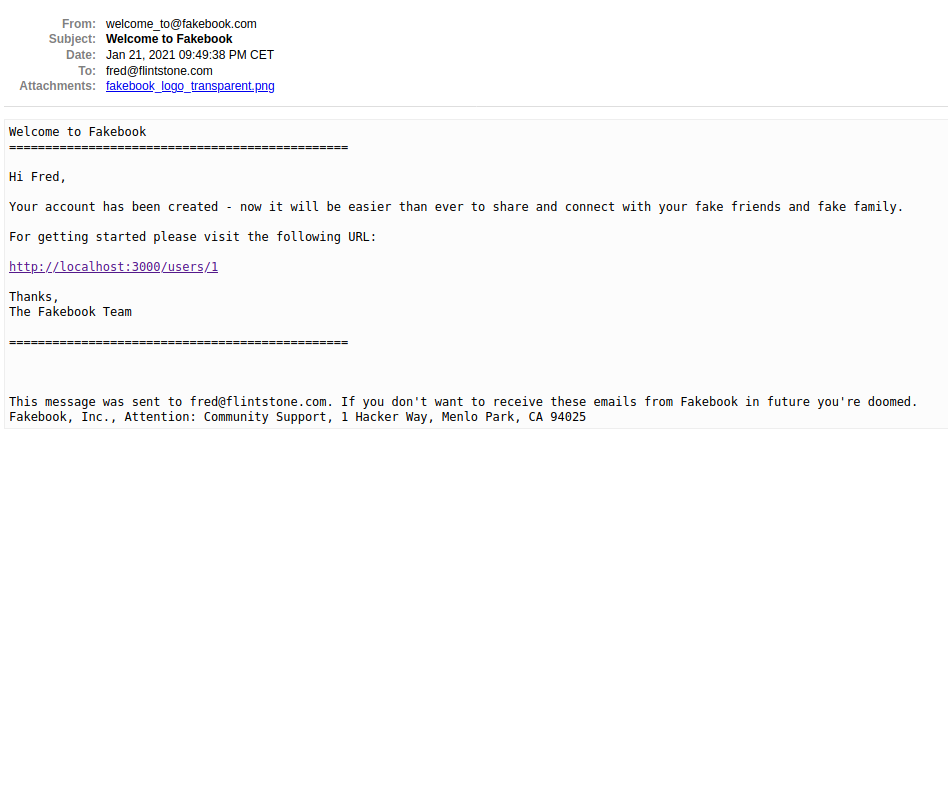 From: welcome_to@fakebook.com
Subject: Welcome to Fakebook
Date: Jan 21, 2021 09:49:38 PM CET
To: fred@flintstone.com
Attachments: fakebook_logo_transparent.png
Welcome to Fakebook
===============================================
Hi Fred,
Your account has been created - now it will be easier than ever to share and connect with your fake friends and fake family.
For getting started please visit the following URL:
http://localhost:3000/users/1
Thanks,
The Fakebook Team
===============================================
This message was sent to fred@flintstone.com. If you don't want to receive these emails from Fakebook in future you're doomed.
Fakebook, Inc., Attention: Community Support, 1 Hacker Way, Menlo Park, CA 94025